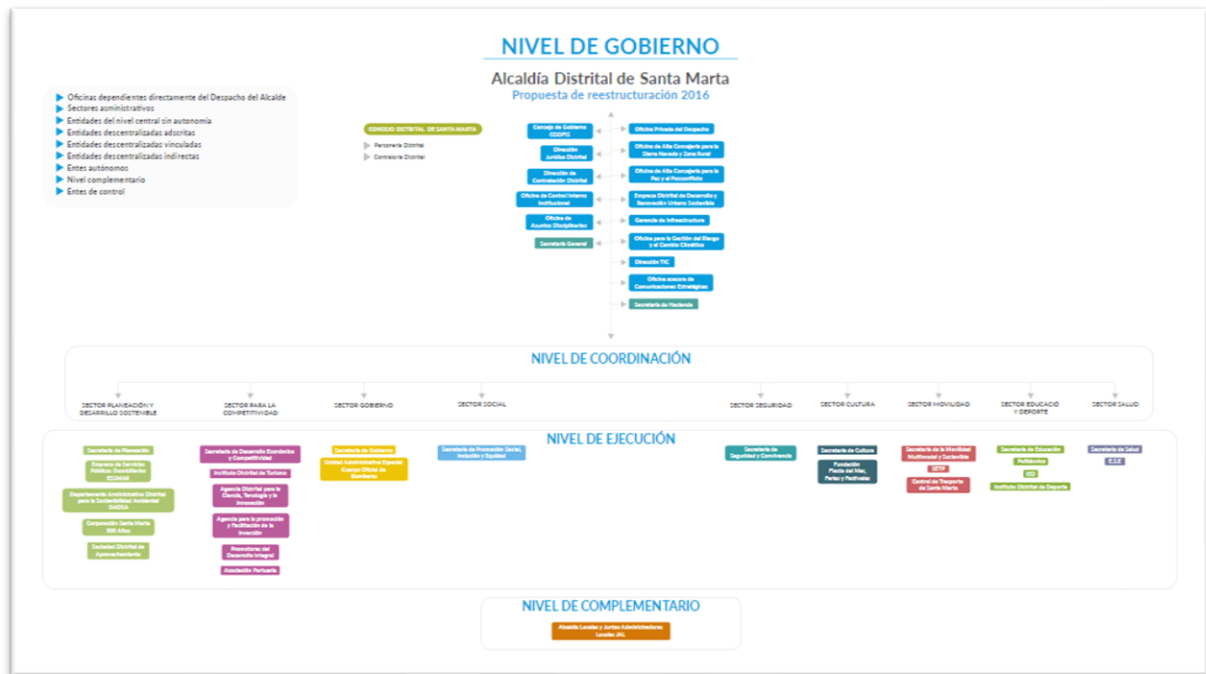 NIVEL DE GOBIERNO
Alcaldía Distrital de Santa Marta
Propuesta de reestructuración 2016
Oficinas dependientes directamente del Despacho del Alcalde
Sectores administrativos
Entidades del nivel central sin autonomía
Entidades descentralizadas adscritas
Entidades descentralizadas vinculadas
Entidades descentralizadas indirectas
Entes autónomos
Nivel complementario
Entes de control
CONCEJO DISTRITAL DE SANTA MARTA
Personería Distrital
Contraloría Distrital
Consejo de Gobierno
Dirección
Jurídica Distrital
Dirección de
Contratación Distrital
Oficina de Control Interno
Institucional
Oficina de
Asuntos Disciplinarios
Secretaría General
Oficina Privada del Despacho
Oficina de Alta Consejería para la
Sierra Nevada y Zona Rural
Oficina de Alta Consejería para la
Paz y el Posconflicto
Empresa Distrital de Desarrollo y
Renovación Urbano Sostenible
Gerencia de Infraestructura
Oficina para la Gestión del Riesgo
y el Cambio Climático
Dirección TIC
Oficina asesora de
Comunicaciones Estratégicas
Secretaría de Hacienda
NIVEL DE COORDINACIÓN
SECTOR PLANEACIÓN Y
DESARROLLO SOSTENIBLE
SECTOR PARA LA
COMPETITIVIDAD
SECTOR GOBIERNO
SECTOR SOCIAL
SECTOR SEGURIDAD
SECTOR CULTURA
SECTOR MOVILIDAD
SECTOR EDUCACIÓ
Y DEPORTE
SECTOR SALUD
NIVEL DE EJECUCIÓN
Secretaría de Planeación
Empresa de Servicios
Públicos Domiciliarios
ESSMAR
Departamento Administrativo Distrital
para la Sostenibilidad Ambiental
DADSA
Corporación Santa Marta
500 Años
Sociedad Distrital de
Aprovechamiento
Secretaría de Desarrollo Económico
y Competitividad
Instituto Distrital de Turismo
Agencia Distrital para la
Ciencia, Tenología y la
Innovación
Agencia para la promoción
y Facilitación de la
Inversión
Promotores del
Desarrollo Integral
Asociación Portuaria
Secretaría de Gobierno
Unidad Administrativa Especial
Cuerpo Oficial de
Bomberos
Secretaría de Promoción Social,
Inclusión y Equidad
Secretaría de
Seguridad y Convivencia
Secretaría de Cultura
Fundación
Fiesta del Mar,
Ferias y Festivales
Secretaría de la Movilidad
Multimodal y Sostenible
SETP
Central de Trasporte
de Santa Marta
Secretaría de Educación
Politécnico
Instituto Distrital de Deporte
Secretaría de Salud
E.S.E
NIVEL DE COMPLEMENTARIO
Alcaldía Locales y Juntas Administradoras
Locales JAL